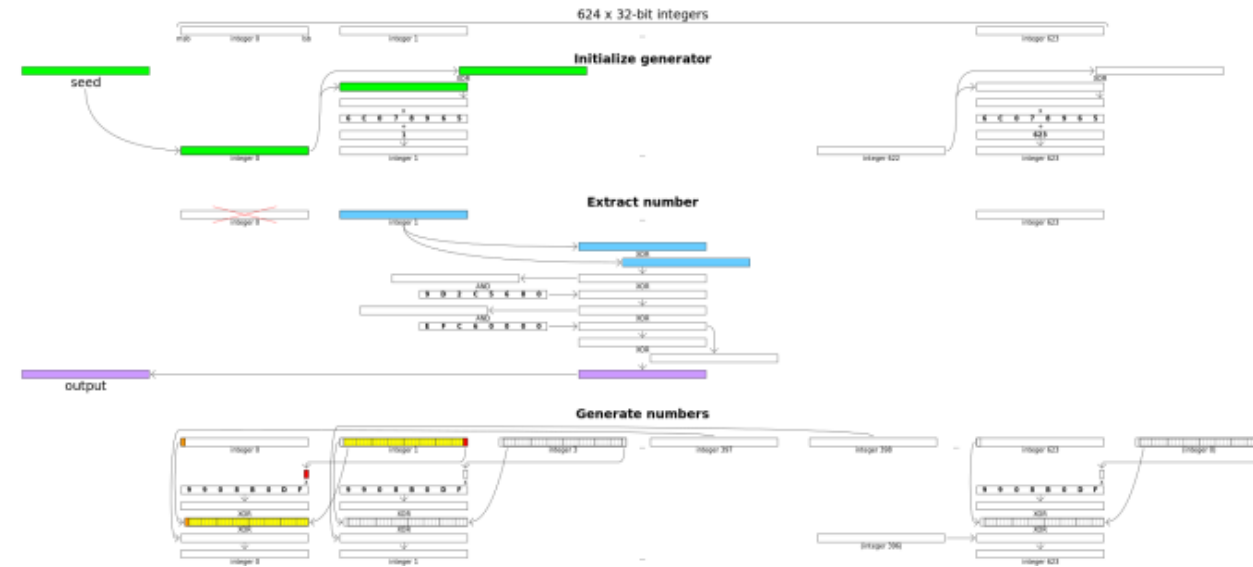 624 x 32-bit integers
msb integer 0 lsb integer 1 ... integer 623
Initialize generator
seed
XOR XOR
x x
6 C 0 7 8 9 6 5 6 C 0 7 8 9 6 5
+ +
1 623
integer 0 integer 1 ... integer 622 integer 623
Extract number
integer 0 integer 1 ... integer 623
XOR
AND XOR
9 D 2 C 5 6 8 0
AND XOR
E F C 6 0 0 0 0
XOR
output
Generate numbers
integer 0 integer 1 integer 2 integer 397 integer 398 ... integer 623 (integer 0)
9 9 0 8 B 0 D F 9 9 0 8 B 0 D F 9 9 0 8 B 0 D F
XOR XOR XOR
XOR XOR XOR
(integer 396)
integer 0 integer 1 ... integer 623